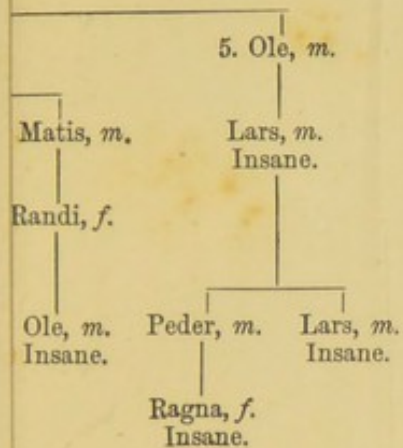 5. Ole, m.
Matis, m.
Lars, m.
Insane.
Randi, f.
Ole, m.
Insane.
Peder, m.
Lars, m.
Insane.
Ragna, f.
Insane.